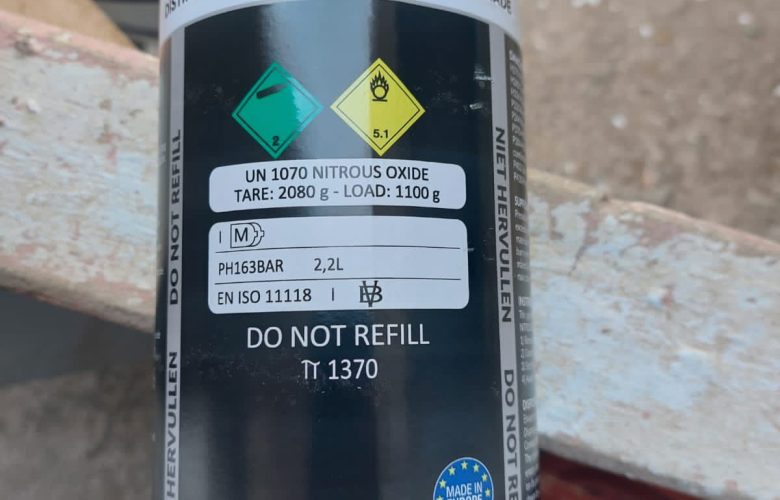 2
5.1
UN 1070 NITROUS OXIDE
TARE: 2080 g - LOAD: 1100 g
I M
PH163BAR 2,2L
EN ISO 11118 I
DO NOT REFILL
π 1370
DO NOT REFILL
HERVULLEN
NIET HERVULLEN
DO NOT RE
MADE IN